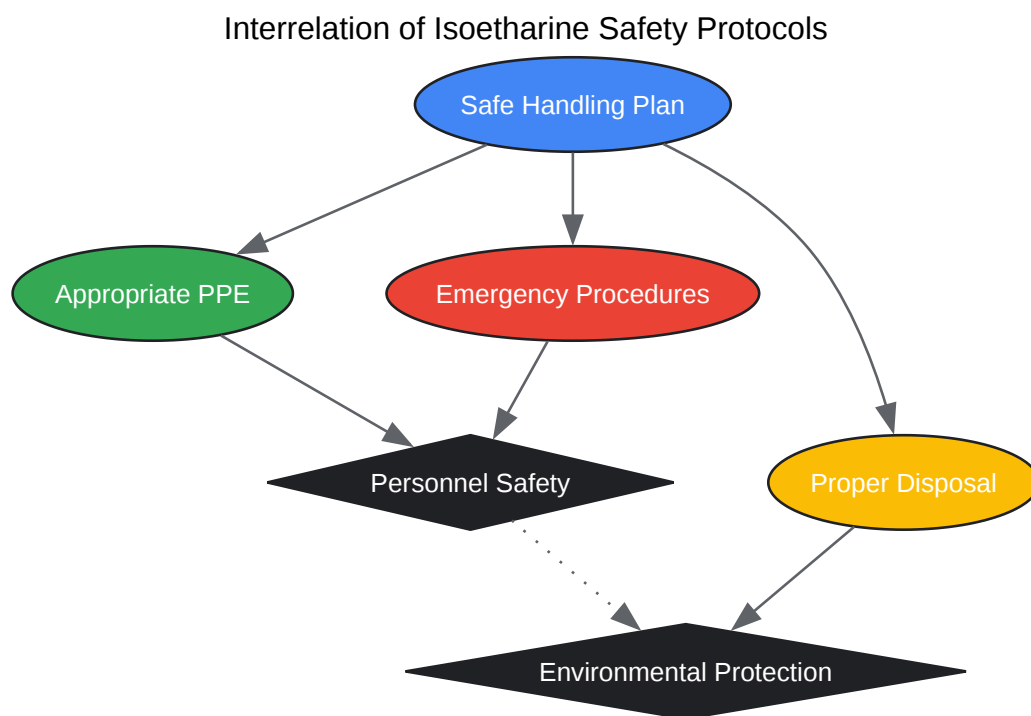 Interrelation of Isoetharine Safety Protocols
Safe Handling Plan
Appropriate PPE
Emergency Procedures
Personnel Safety
Proper Disposal
Environmental Protection